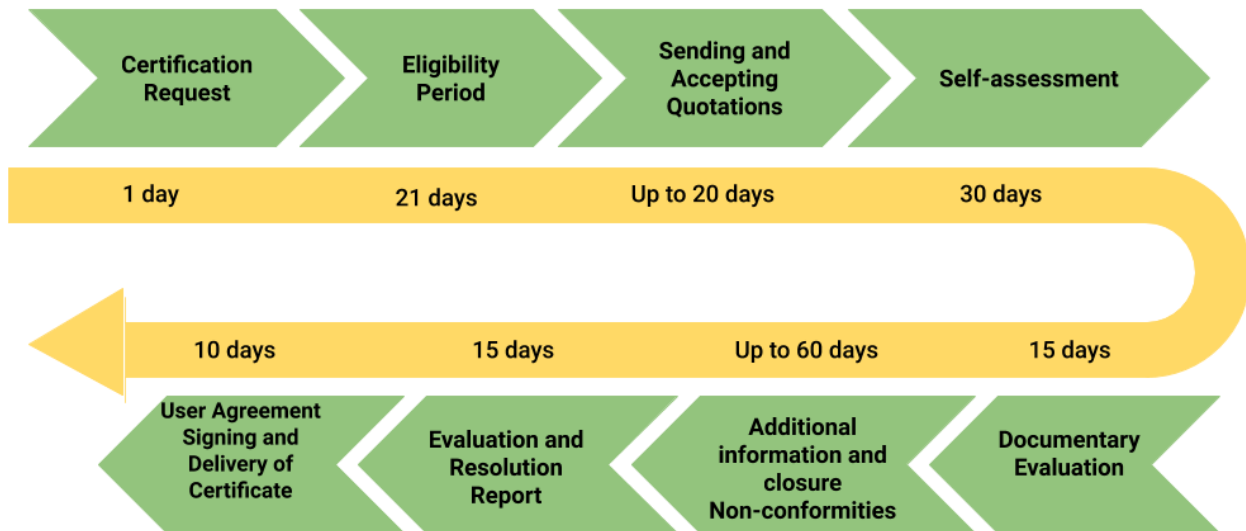 Certification
Request
Eligibility
Period
Sending and
Accepting
Quotations
Self-assessment
1 day
21 days
Up to 20 days
30 days
10 days
15 days
Up to 60 days
15 days
User Agreement
Signing and
Delivery of
Certificate
Evaluation and
Resolution
Report
Additional
information and
closure
Non-conformities
Documentary
Evaluation